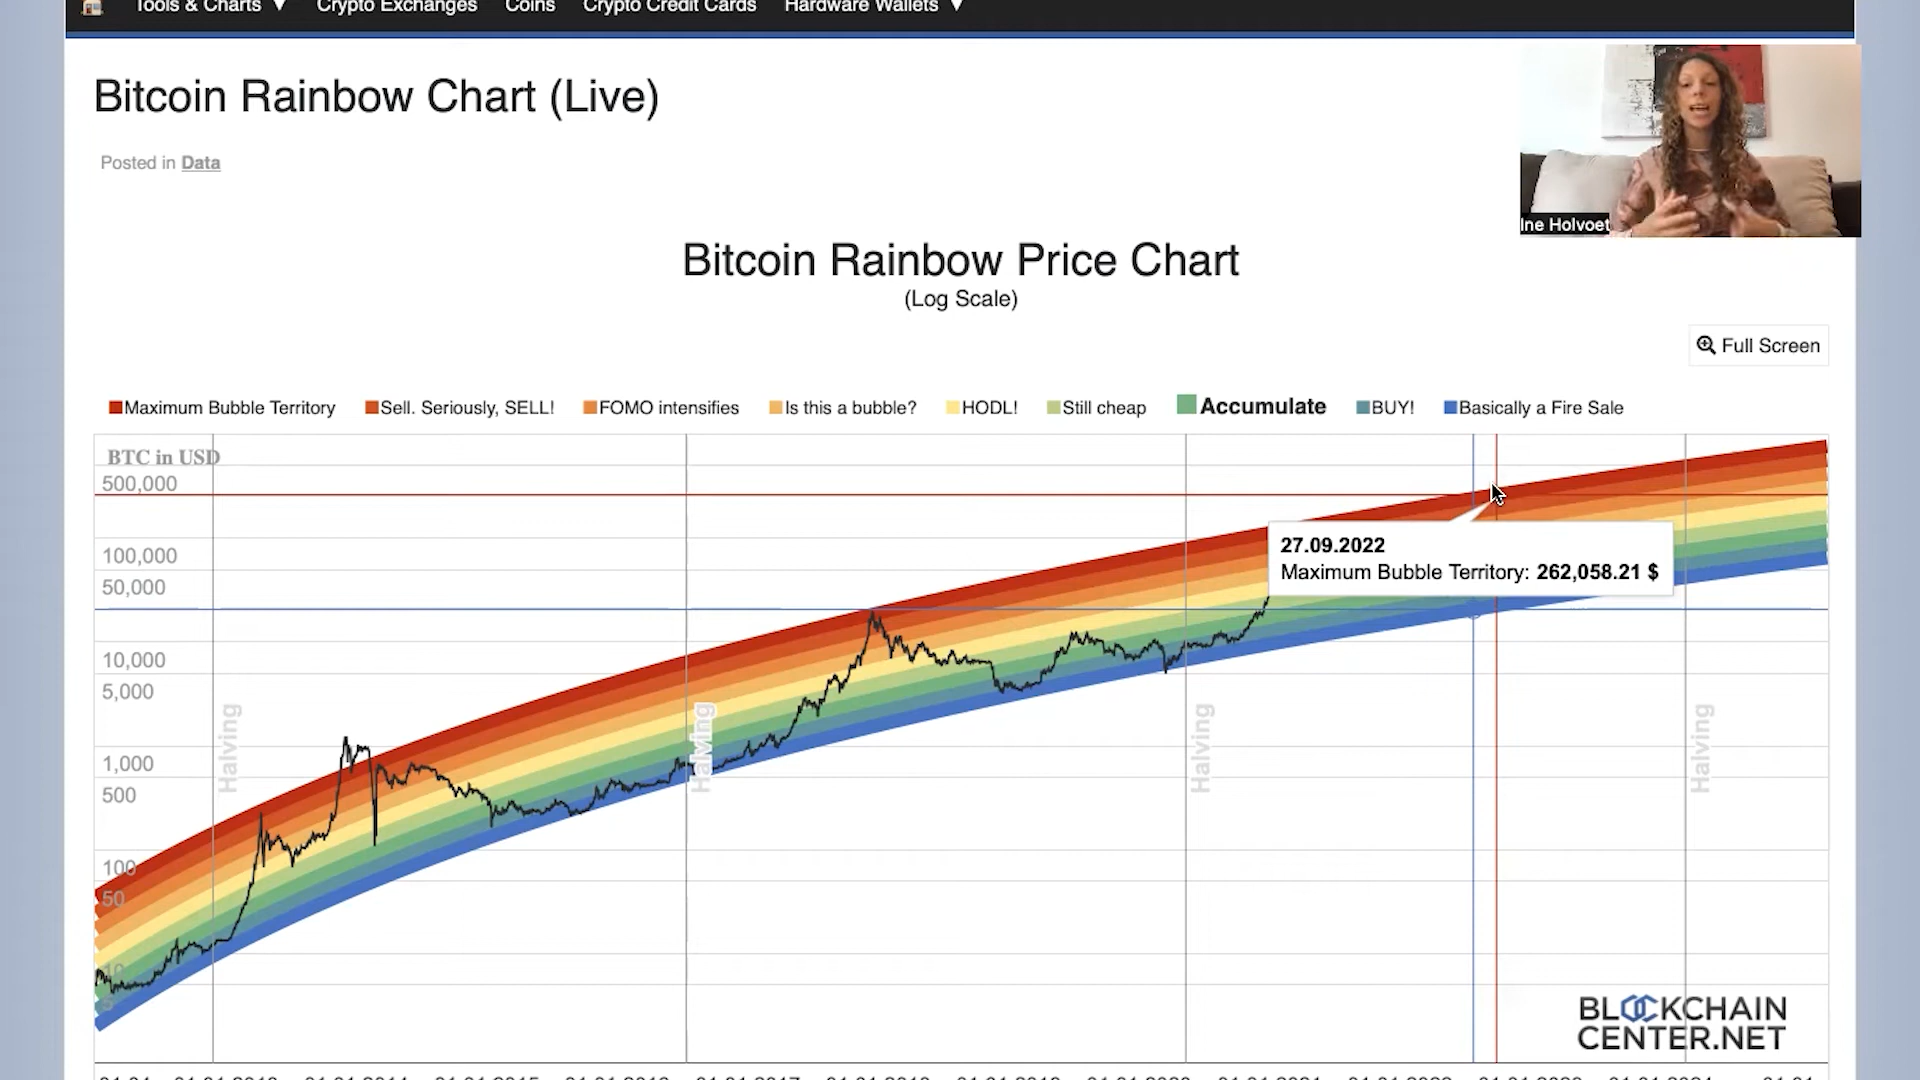 Tools & Charts ▼ Crypto Exchanges Coins Crypto Credit Cards Hardware Wallets ▼
Bitcoin Rainbow Chart (Live)
Posted in Data
Ine Holvoet
Bitcoin Rainbow Price Chart
(Log Scale)
Full Screen
Maximum Bubble Territory Sell. Seriously, SELL! FOMO intensifies Is this a bubble? HODL! Still cheap Accumulate BUY! Basically a Fire Sale
BTC in USD
500,000
27.09.2022
Maximum Bubble Territory: 262,058.21 $
100,000
50,000
10,000
5,000
Halving
Halving
Halving
Halving
1,000
500
100
50
10
5
BLOCKCHAIN
CENTER.NET